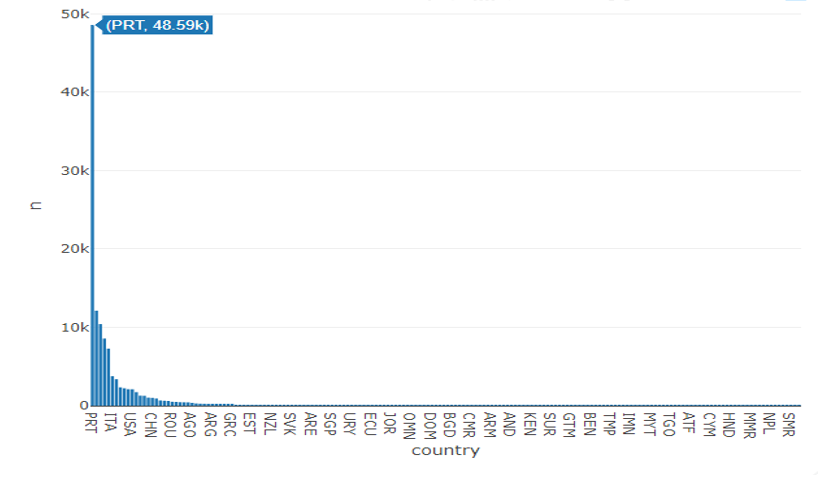 50k
(PRT, 48.59k)
40k
30k
20k
10k
0
n
PRT ITA USA CHN ROU AGO ARG GRC EST NZL SVK ARE SGP URY ECU JOR OMN DOM BGD CMR ARM AND KEN SUR GTM BEN TMP IMN MYT TGO ATF CYM HND MMR NPL SMR
country